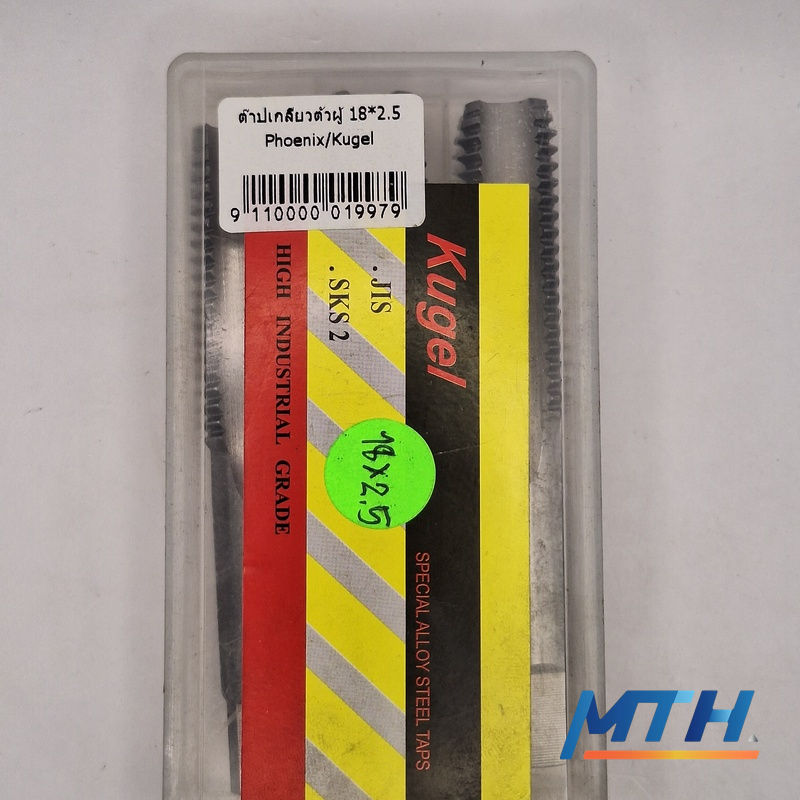 ต๊าปเกลียวตัวผู้ 18*2.5
Phoenix/Kugel
9 110000 019979
Kugel
. JIS
. SKS 2
HIGH INDUSTRIAL GRADE
18x2.5
SPECIAL ALLOY STEEL TAPS
MTH